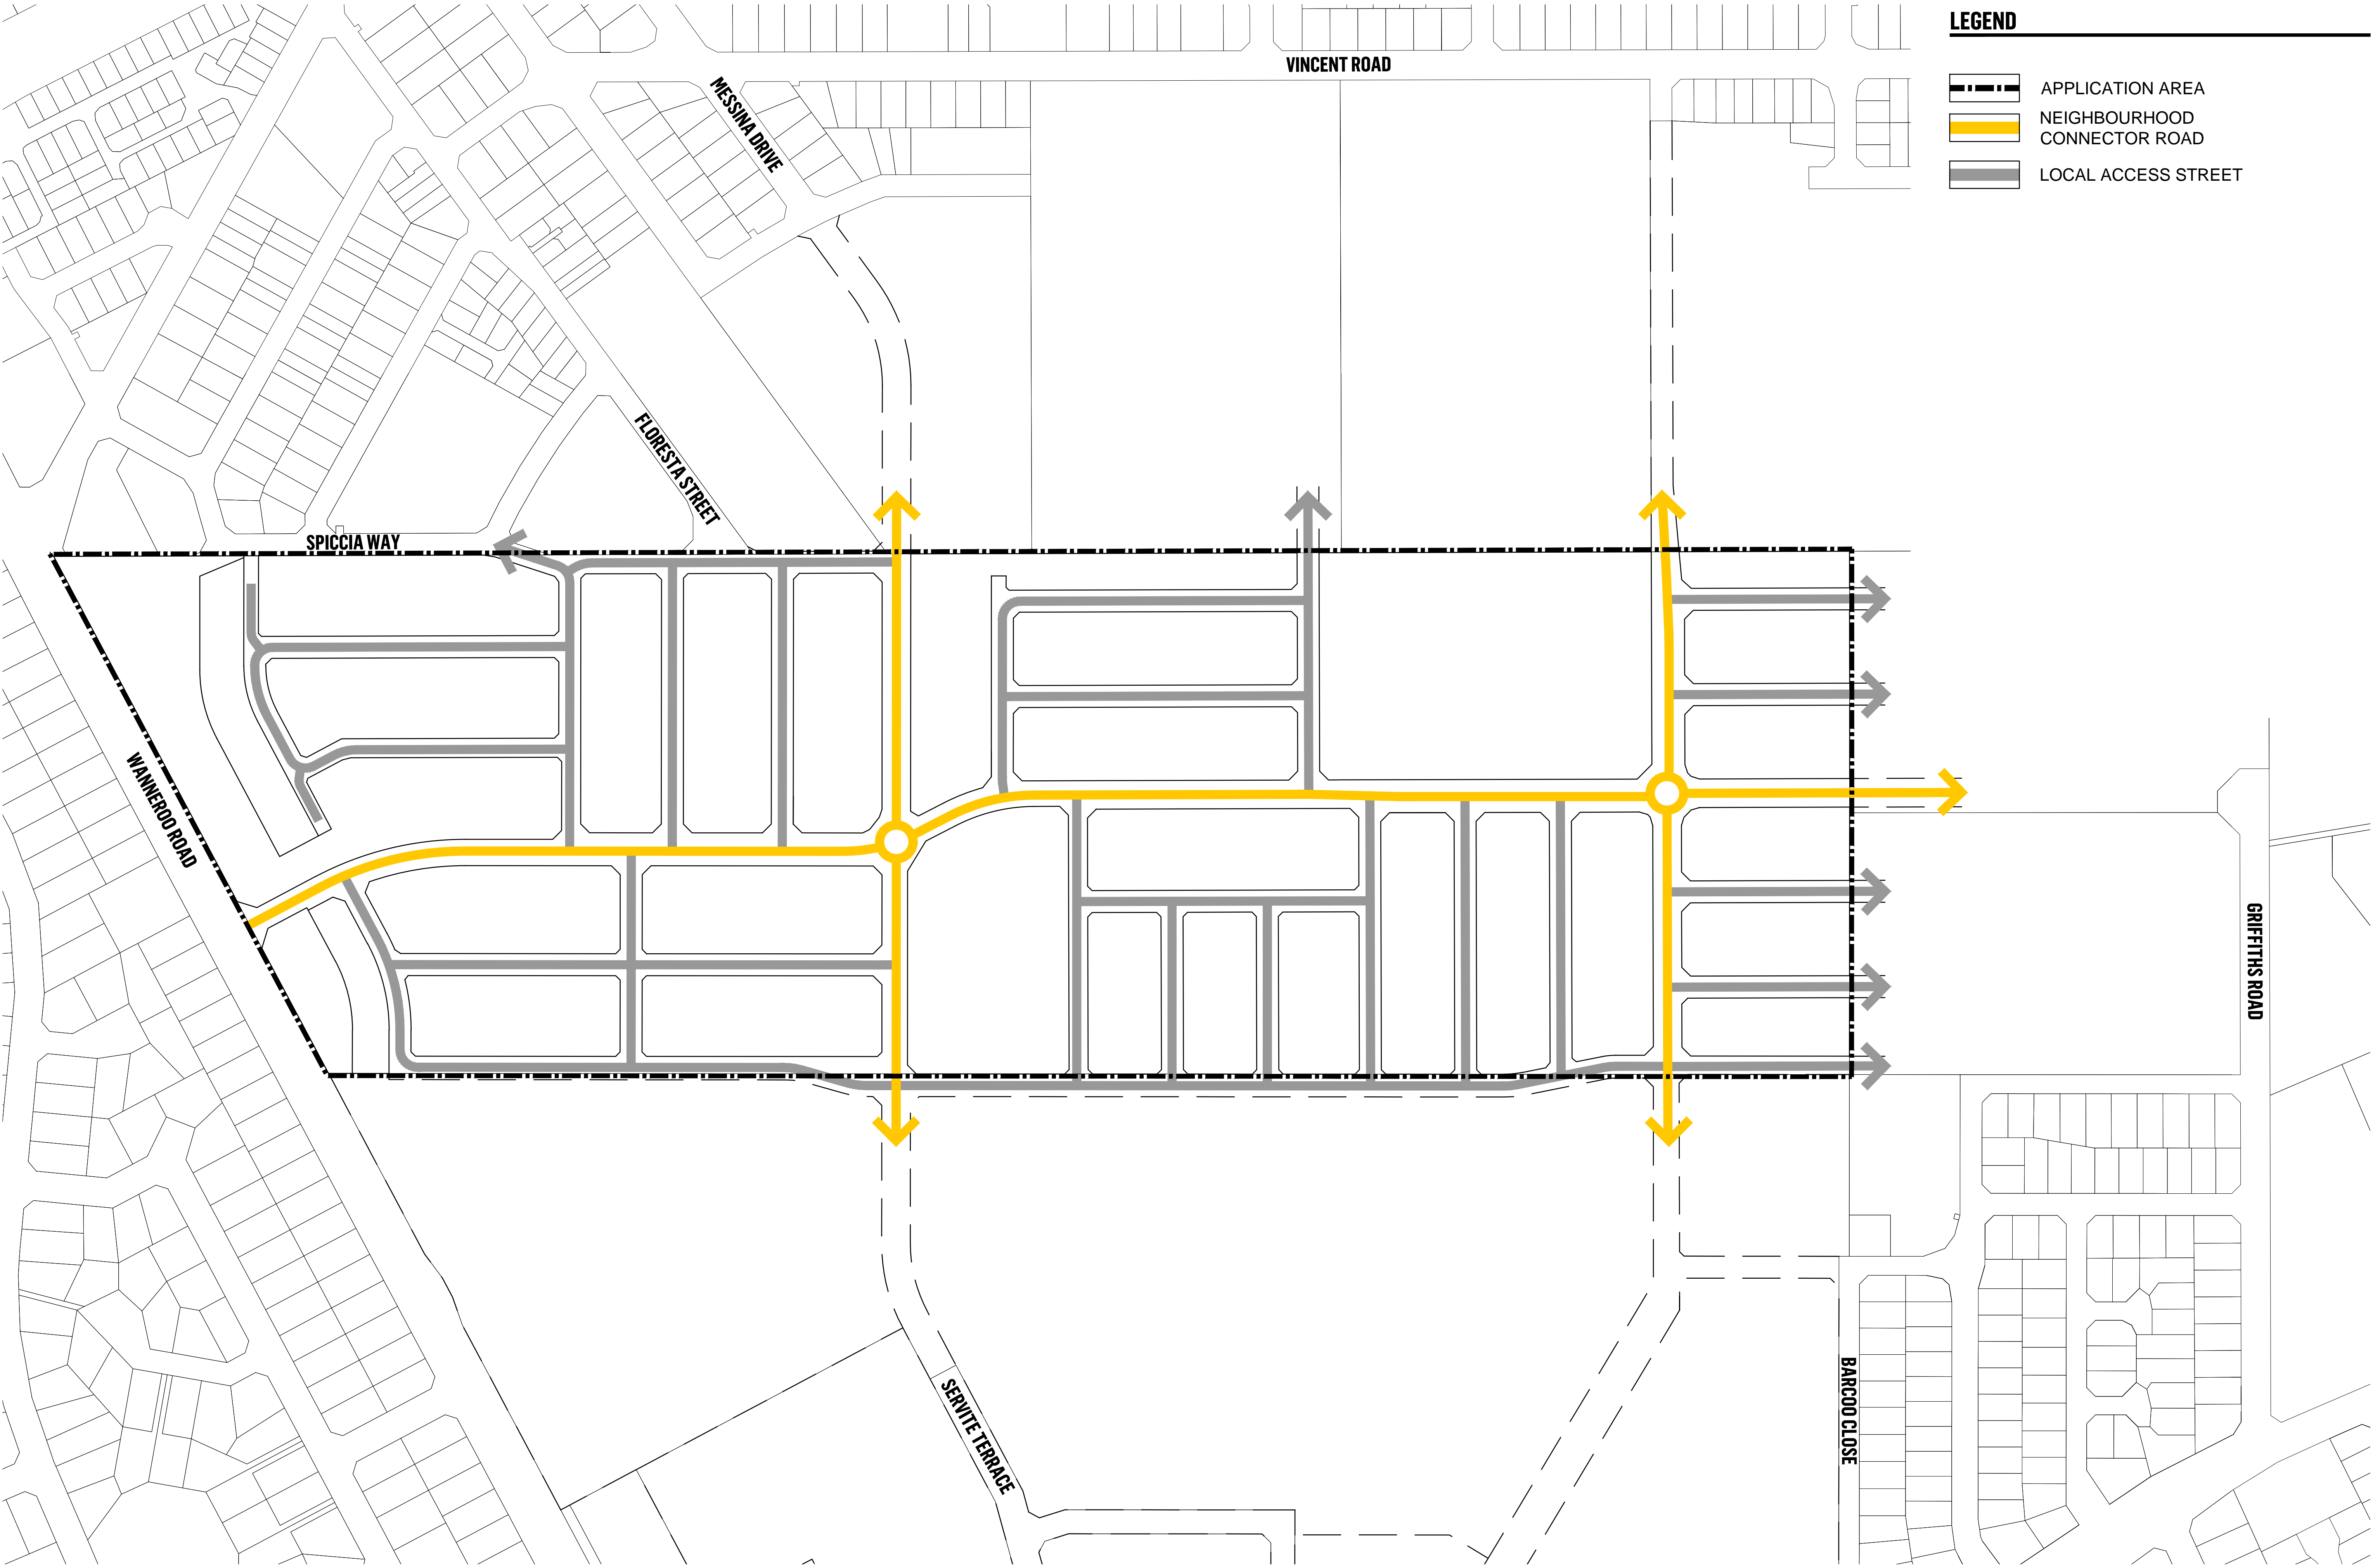 LEGEND
VINCENT ROAD
APPLICATION AREA
NEIGHBOURHOOD
CONNECTOR ROAD
LOCAL ACCESS STREET
MESSINA DRIVE
FLORESTA STREET
SPICCIA WAY
WANNEROO ROAD
GRIFFITHS ROAD
SERVITE TERRACE
BARCOO CLOSE